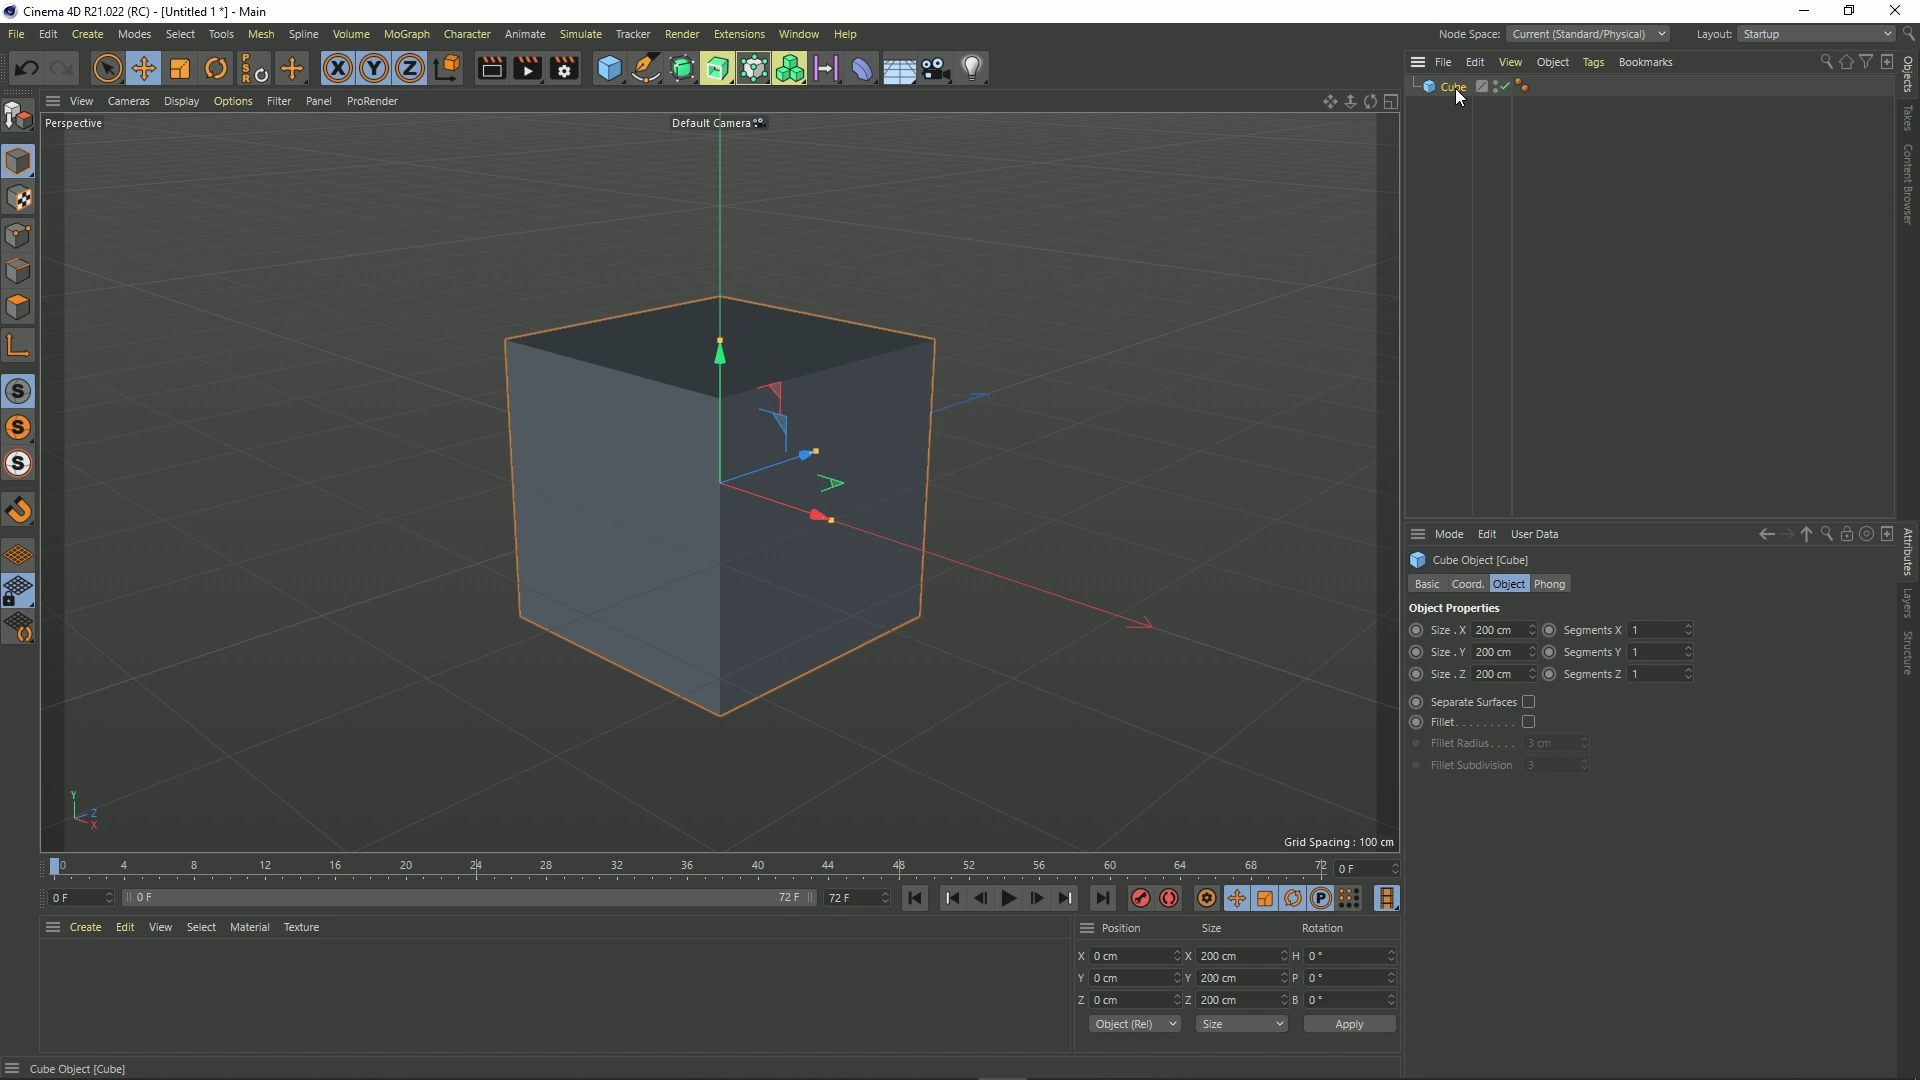 Cinema 4D R21.022 (RC) - [Untitled 1 *] - Main
File Edit Create Modes Select Tools Mesh Spline Volume MoGraph Character Animate Simulate Tracker Render Extensions Window Help
Node Space: Current (Standard/Physical) Layout: Startup
P
S
R
X Y Z
View Cameras Display Options Filter Panel ProRender
Perspective
Default Camera
S
S
S
Y
Z
X
Grid Spacing : 100 cm
0 4 8 12 16 20 24 28 32 36 40 44 48 52 56 60 64 68 72 0 F
0 F 0 F 72 F 72 F P
Create Edit View Select Material Texture
Position Size Rotation
X 0 cm X 200 cm H 0 °
Y 0 cm Y 200 cm P 0 °
Z 0 cm Z 200 cm B 0 °
Object (Rel) Size Apply
Cube Object [Cube]
File Edit View Object Tags Bookmarks
Cube
Objects
Takes
Content Browser
Mode Edit User Data
Cube Object [Cube]
Basic Coord. Object Phong
Object Properties
Size . X 200 cm Segments X 1
Size . Y 200 cm Segments Y 1
Size . Z 200 cm Segments Z 1
Separate Surfaces
Fillet. . . . . . . . .
Fillet Radius. . . . 3 cm
Fillet Subdivision 3
Attributes
Layers
Structure